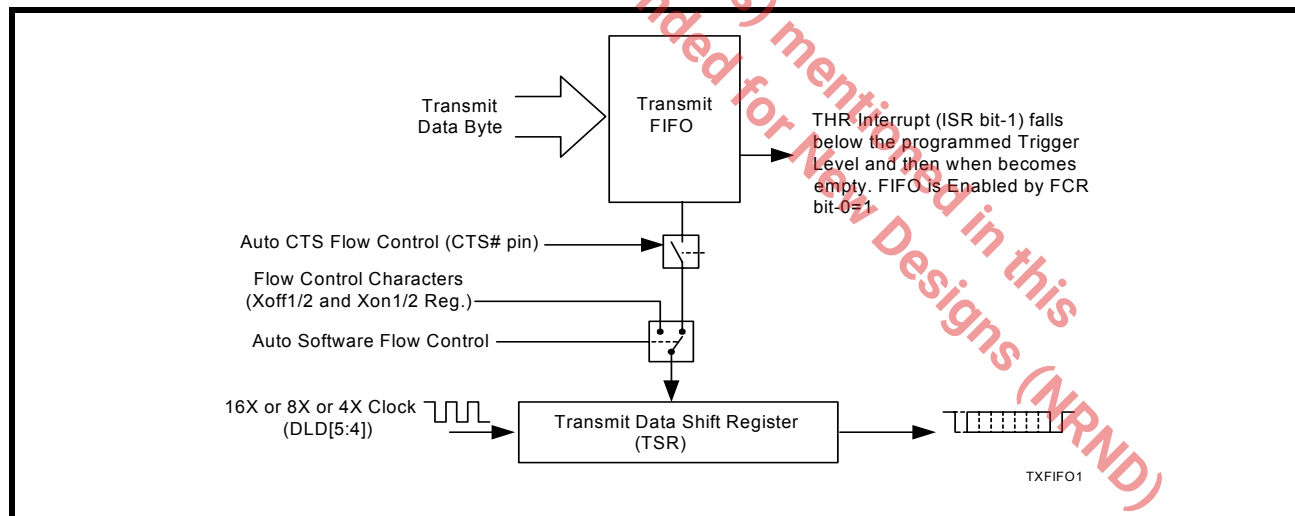 s) mentioned in this
nded for New Designs (NRND)
Transmit
Data Byte
Transmit
FIFO
THR Interrupt (ISR bit-1) falls
below the programmed Trigger
Level and then when becomes
empty. FIFO is Enabled by FCR
bit-0=1
Auto CTS Flow Control (CTS# pin)
Flow Control Characters
(Xoff1/2 and Xon1/2 Reg.)
Auto Software Flow Control
16X or 8X or 4X Clock
(DLD[5:4])
Transmit Data Shift Register
(TSR)
TXFIFO1